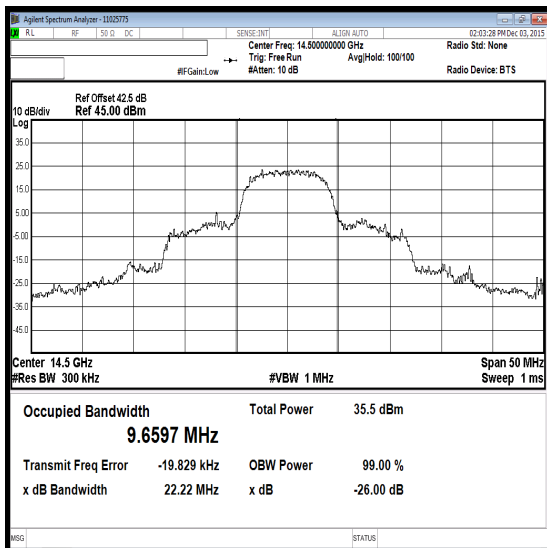 Agilent Spectrum Analyzer - 11025775
LXI RL RF 50 Ω DC SENSE:INT ALIGN AUTO 02:03:28 PM Dec 03, 2015
Center Freq: 14.500000000 GHz Radio Std: None
Trig: Free Run Avg|Hold: 100/100
#IFGain:Low #Atten: 10 dB Radio Device: BTS
Ref Offset 42.5 dB
10 dB/div Ref 45.00 dBm
Log
35.0
25.0
15.0
5.00
-5.00
-15.0
-25.0
-35.0
-45.0
Center 14.5 GHz Span 50 MHz
#Res BW 300 kHz #VBW 1 MHz Sweep 1 ms
Occupied Bandwidth Total Power 35.5 dBm
9.6597 MHz
Transmit Freq Error -19.829 kHz OBW Power 99.00 %
x dB Bandwidth 22.22 MHz x dB -26.00 dB
MSG STATUS